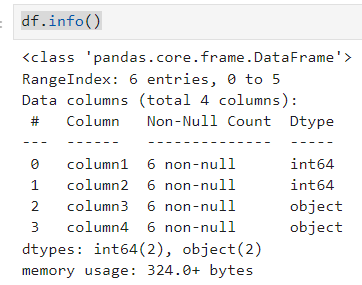 df.info()
<class 'pandas.core.frame.DataFrame'>
RangeIndex: 6 entries, 0 to 5
Data columns (total 4 columns):
 #   Column   Non-Null Count  Dtype
---  ------   --------------  -----
 0   column1  6 non-null      int64
 1   column2  6 non-null      int64
 2   column3  6 non-null      object
 3   column4  6 non-null      object
dtypes: int64(2), object(2)
memory usage: 324.0+ bytes